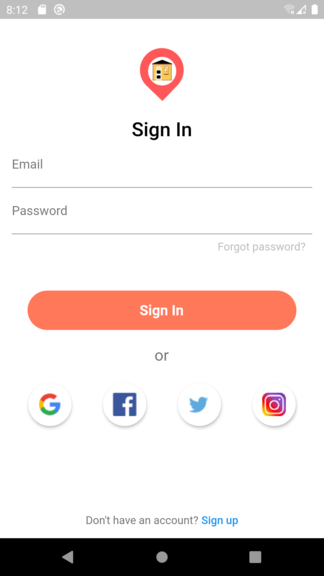 8:12
Sign In
Email
Password
Forgot password?
Sign In
or
Don't have an account? Sign up